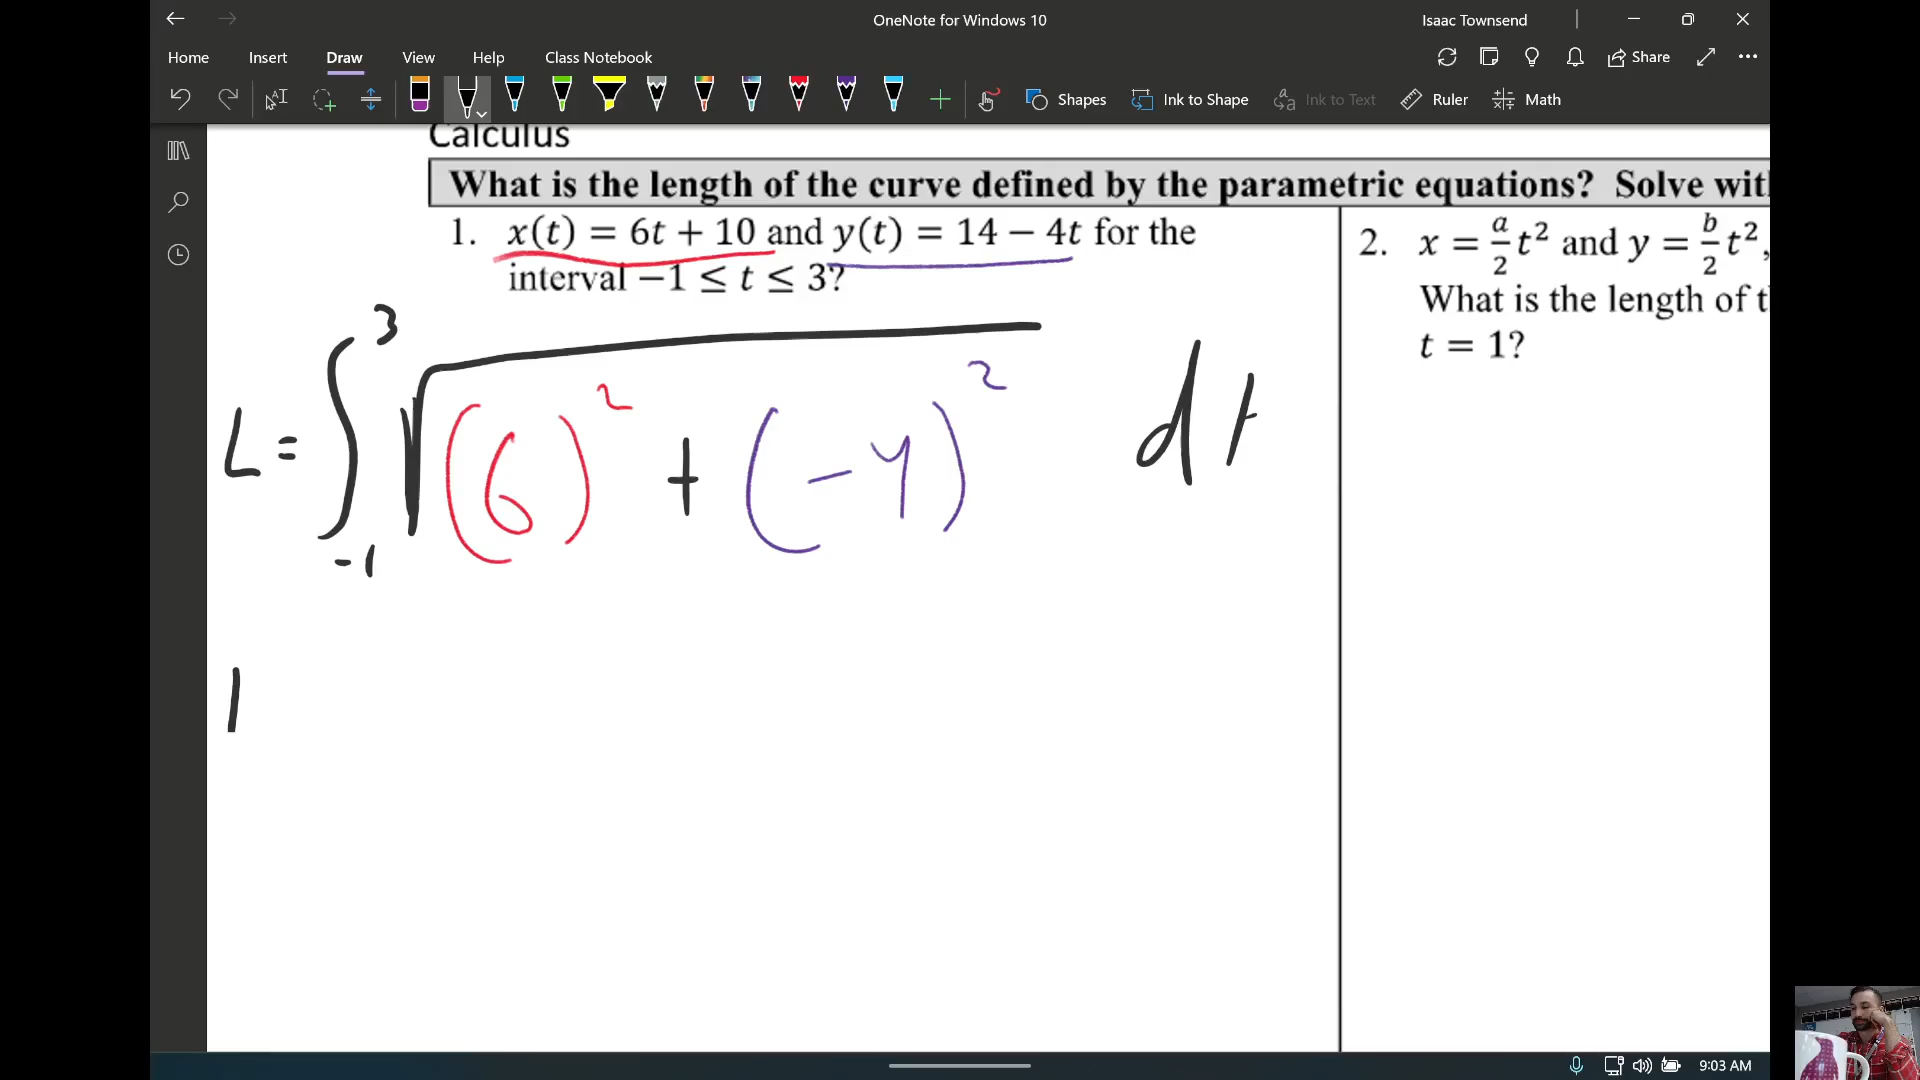 OneNote for Windows 10
Isaac Townsend
Home Insert Draw View Help Class Notebook
Share
Shapes Ink to Shape Ink to Text Ruler Math
Calculus
What is the length of the curve defined by the parametric equations? Solve wit
1. x(t) = 6t + 10 and y(t) = 14 − 4t for the
interval −1 ≤ t ≤ 3?
L = ∫₋₁³ √((6)² + (-4)²) dt
2. x = a/2 t² and y = b/2 t²,
What is the length of t
t = 1?
9:03 AM